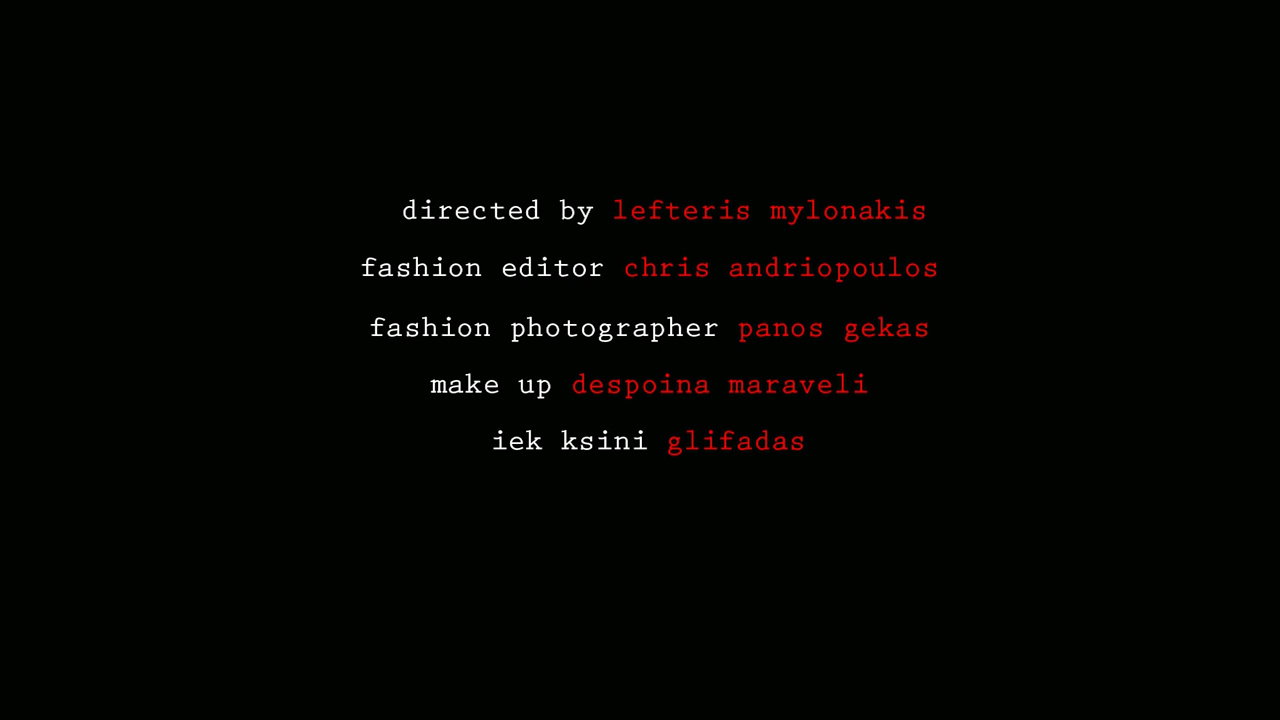 directed by lefteris mylonakis
fashion editor chris andriopoulos
fashion photographer panos gekas
make up despoina maraveli
iek ksini glifadas